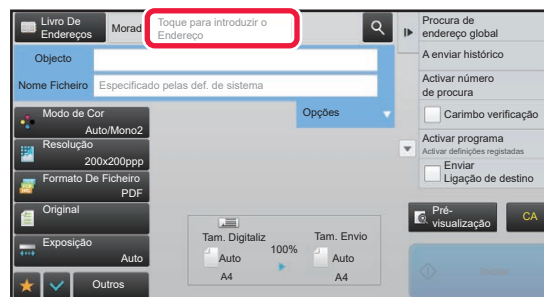 Livro De
Endereços
Morad
Toque para introduzir o
Endereço
Objecto
Nome Ficheiro
Especificado pelas def. de sistema
Opções
Modo de Cor
Auto/Mono2
Resolução
200x200ppp
Formato De Ficheiro
PDF
Original
Exposição
Auto
Outros
Tam. Digitaliz
100%
Tam. Envio
Auto
Auto
A4
A4
Procura de
endereço global
A enviar histórico
Activar número
de procura
Carimbo verificação
Activar programa
Activar definições registadas
Enviar
Ligação de destino
Pré-
visualização
CA